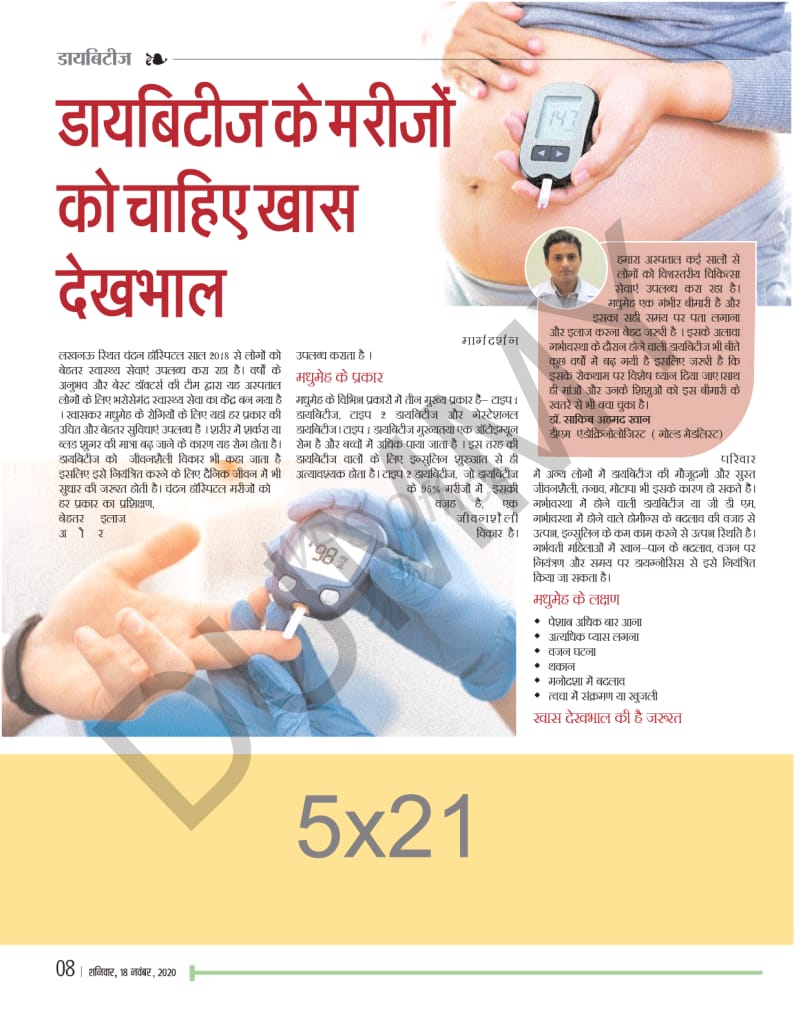 डायबिटीज
डायबिटीज के मरीजों
को चाहिए खास
देखभाल
147
हमारा अस्पताल कई सालों से
लोगों को विश्वस्तरीय चिकित्सा
सेवाएं उपलब्ध करा रहा है।
मधुमेह एक गंभीर बीमारी है और
इसका सही समय पर पता लगाना
और इलाज करना बेहद जरूरी है । इसके अलावा
गर्भावस्था के दौरान होने वाली डायबिटीज भी बीते
कुछ वर्षों में बढ़ गयी है इसलिए जरूरी है कि
इसके रोकथाम पर विशेष ध्यान दिया जाए।साथ
ही मांओं और उनके शिशुओं को इस बीमारी के
खतरे से भी बचा चुका है।
डॉ. साकिब अहमद खान
डीएम एंडोक्रिनोलोजिस्ट ( गोल्ड मेडलिस्ट)
लखनऊ स्थित चंदन हॉस्पिटल साल 2018 से लोगों को
बेहतर स्वास्थ्य सेवाएं उपलब्ध करा रहा है। वर्षों के
अनुभव और बेस्ट डॉक्टर्स की टीम द्वारा यह अस्पताल
लोगों के लिए भरोसेमंद स्वास्थ्य सेवा का केंद्र बन गया है
। खासकर मधुमेह के रोगियों के लिए यहां हर प्रकार की
उचित और बेहतर सुविधाएं उपलब्ध है । शरीर में शर्करा या
ब्लड शुगर की मात्रा बढ़ जाने के कारण यह रोग होता है।
डायबिटीज को जीवनशैली विकार भी कहा जाता है
इसलिए इसे नियंत्रित करने के लिए दैनिक जीवन में भी
सुधार की जरूरत होती है। चंदन हॉस्पिटल मरीजों को
हर प्रकार का प्रशिक्षण,
बेहतर इलाज
और
मार्गदर्शन
उपलब्ध कराता है ।
मधुमेह के प्रकार
मधुमेह के विभिन्न प्रकारों में तीन मुख्य प्रकार है– टाइप 1
डायबिटीज, टाइप 2 डायबिटीज और गेस्टेशनल
डायबिटीज। टाइप 1 डायबिटीज मुख्यतया एक ऑटोइम्यून
रोग है और बच्चों में अधिक पाया जाता है । इस तरह की
डायबिटीज वालों के लिए इन्सुलिन शुरुआत से ही
अत्यावश्यक होता है। टाइप 2 डायबिटीज, जो डायबिटीज
के 95% मरीजों में इसकी
वजह है, एक
जीवनशैली
विकार है।
98
परिवार
में अन्य लोगों में डायबिटीज की मौजूदगी और सुस्त
जीवनशैली, तनाव, मोटापा भी इसके कारण हो सकते है।
गर्भावस्था में होने वाली डायबिटीज या जी डी एम,
गर्भावस्था में होने वाले होर्मोन्स के बदलाव की वजह से
उत्पन्न, इन्सुलिन के कम काम करने से उत्पन्न स्थिति है।
गर्भवती महिलाओं में खान–पान के बदलाव, वजन पर
नियंत्रण और समय पर डायग्नोसिस से इसे नियंत्रित
किया जा सकता है।
मधुमेह के लक्षण
◆ पेशाब अधिक बार आना
◆ अत्यधिक प्यास लगना
◆ वजन घटना
◆ थकान
◆ मनोदशा में बदलाव
◆ त्वचा में संक्रमण या खुजली
खास देखभाल की है जरूरत
DUMMY
5x21
08 | शनिवार, 18 नवंबर, 2020